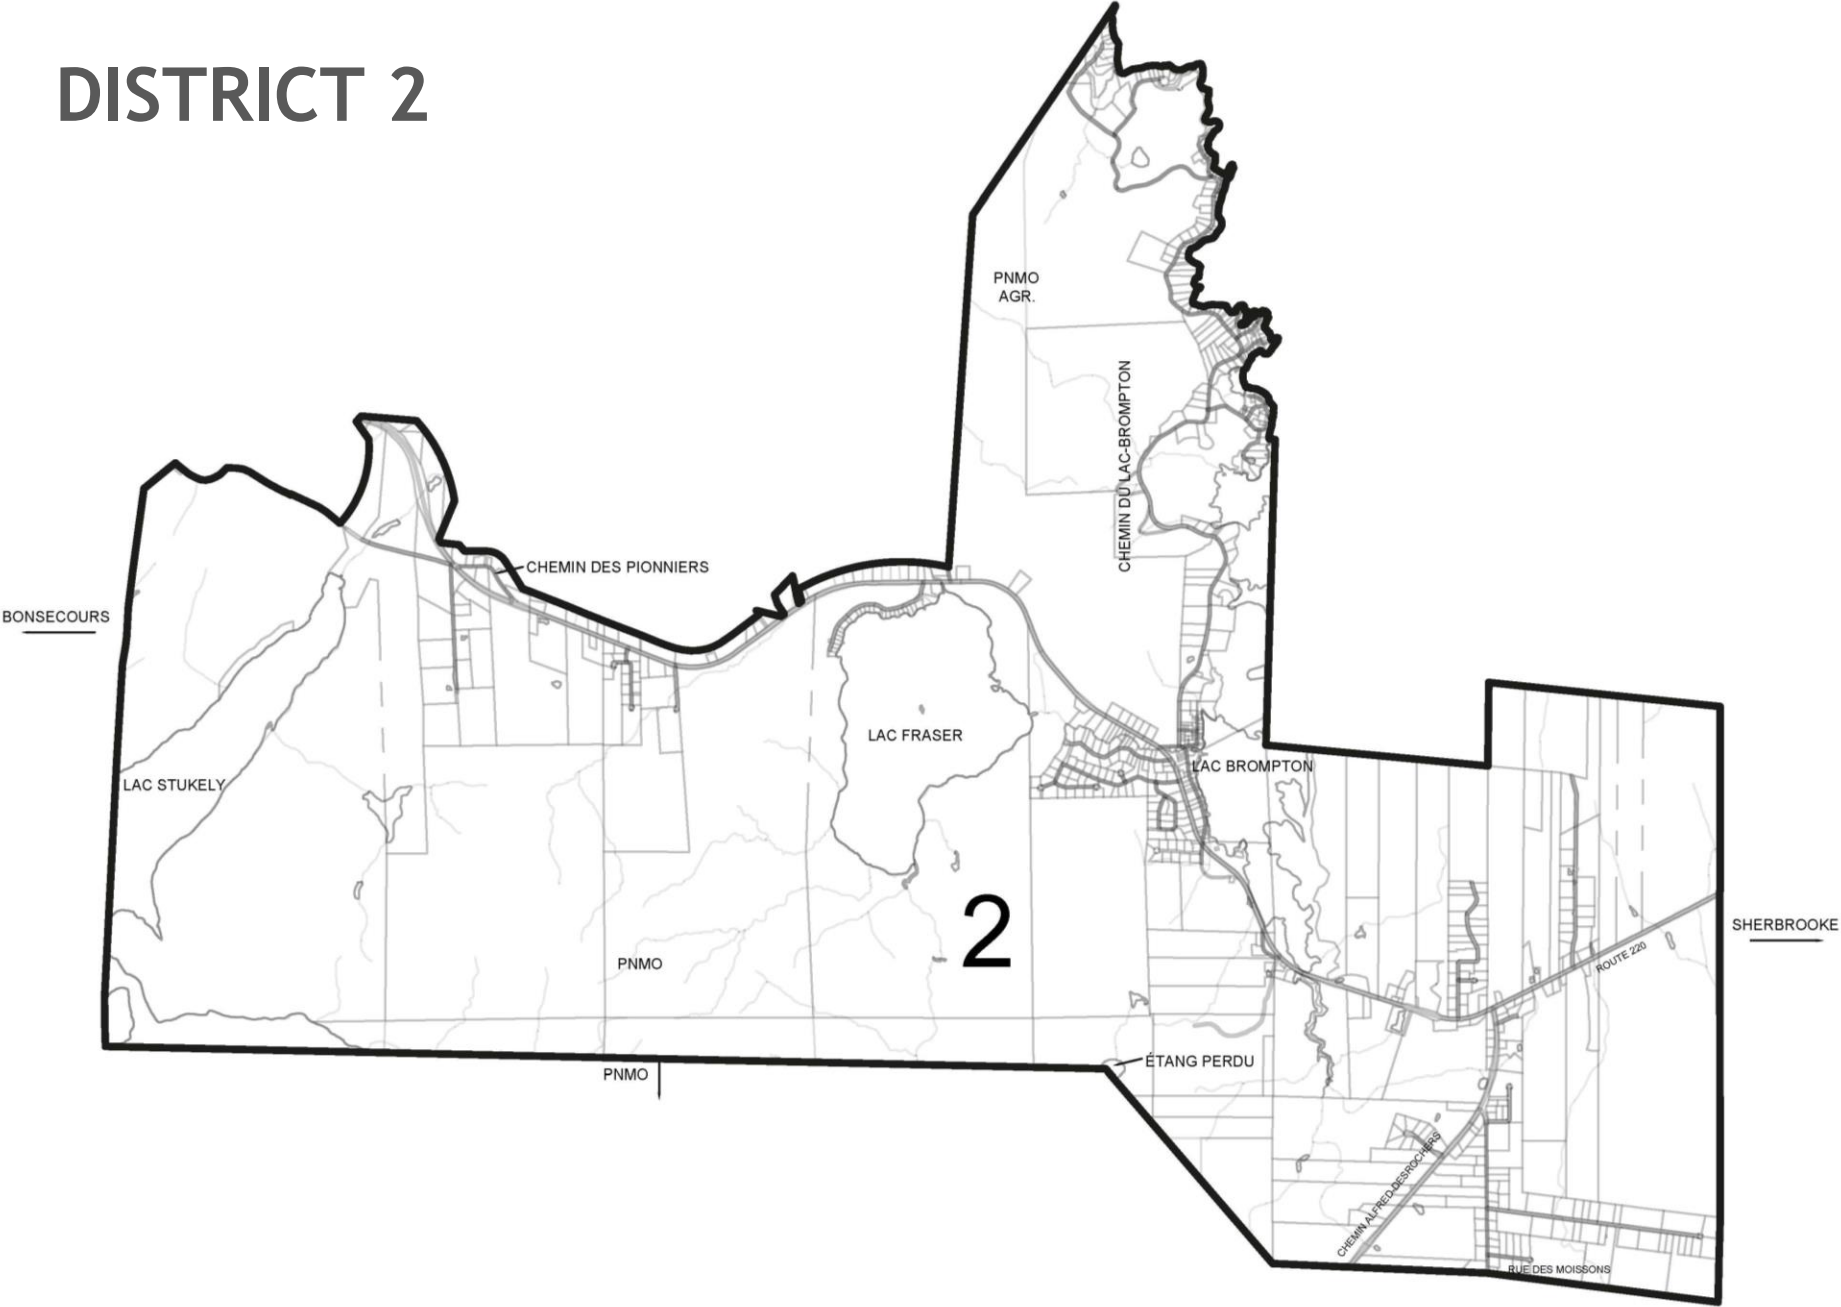 DISTRICT 2
PNMO
AGR.
CHEMIN DU LAC-BROMPTON
CHEMIN DES PIONNIERS
BONSECOURS
LAC FRASER
LAC BROMPTON
LAC STUKELY
2
SHERBROOKE
ROUTE 220
PNMO
ÉTANG PERDU
PNMO
CHEMIN ALFRED-DESROCHERS
RUE DES MOISSONS